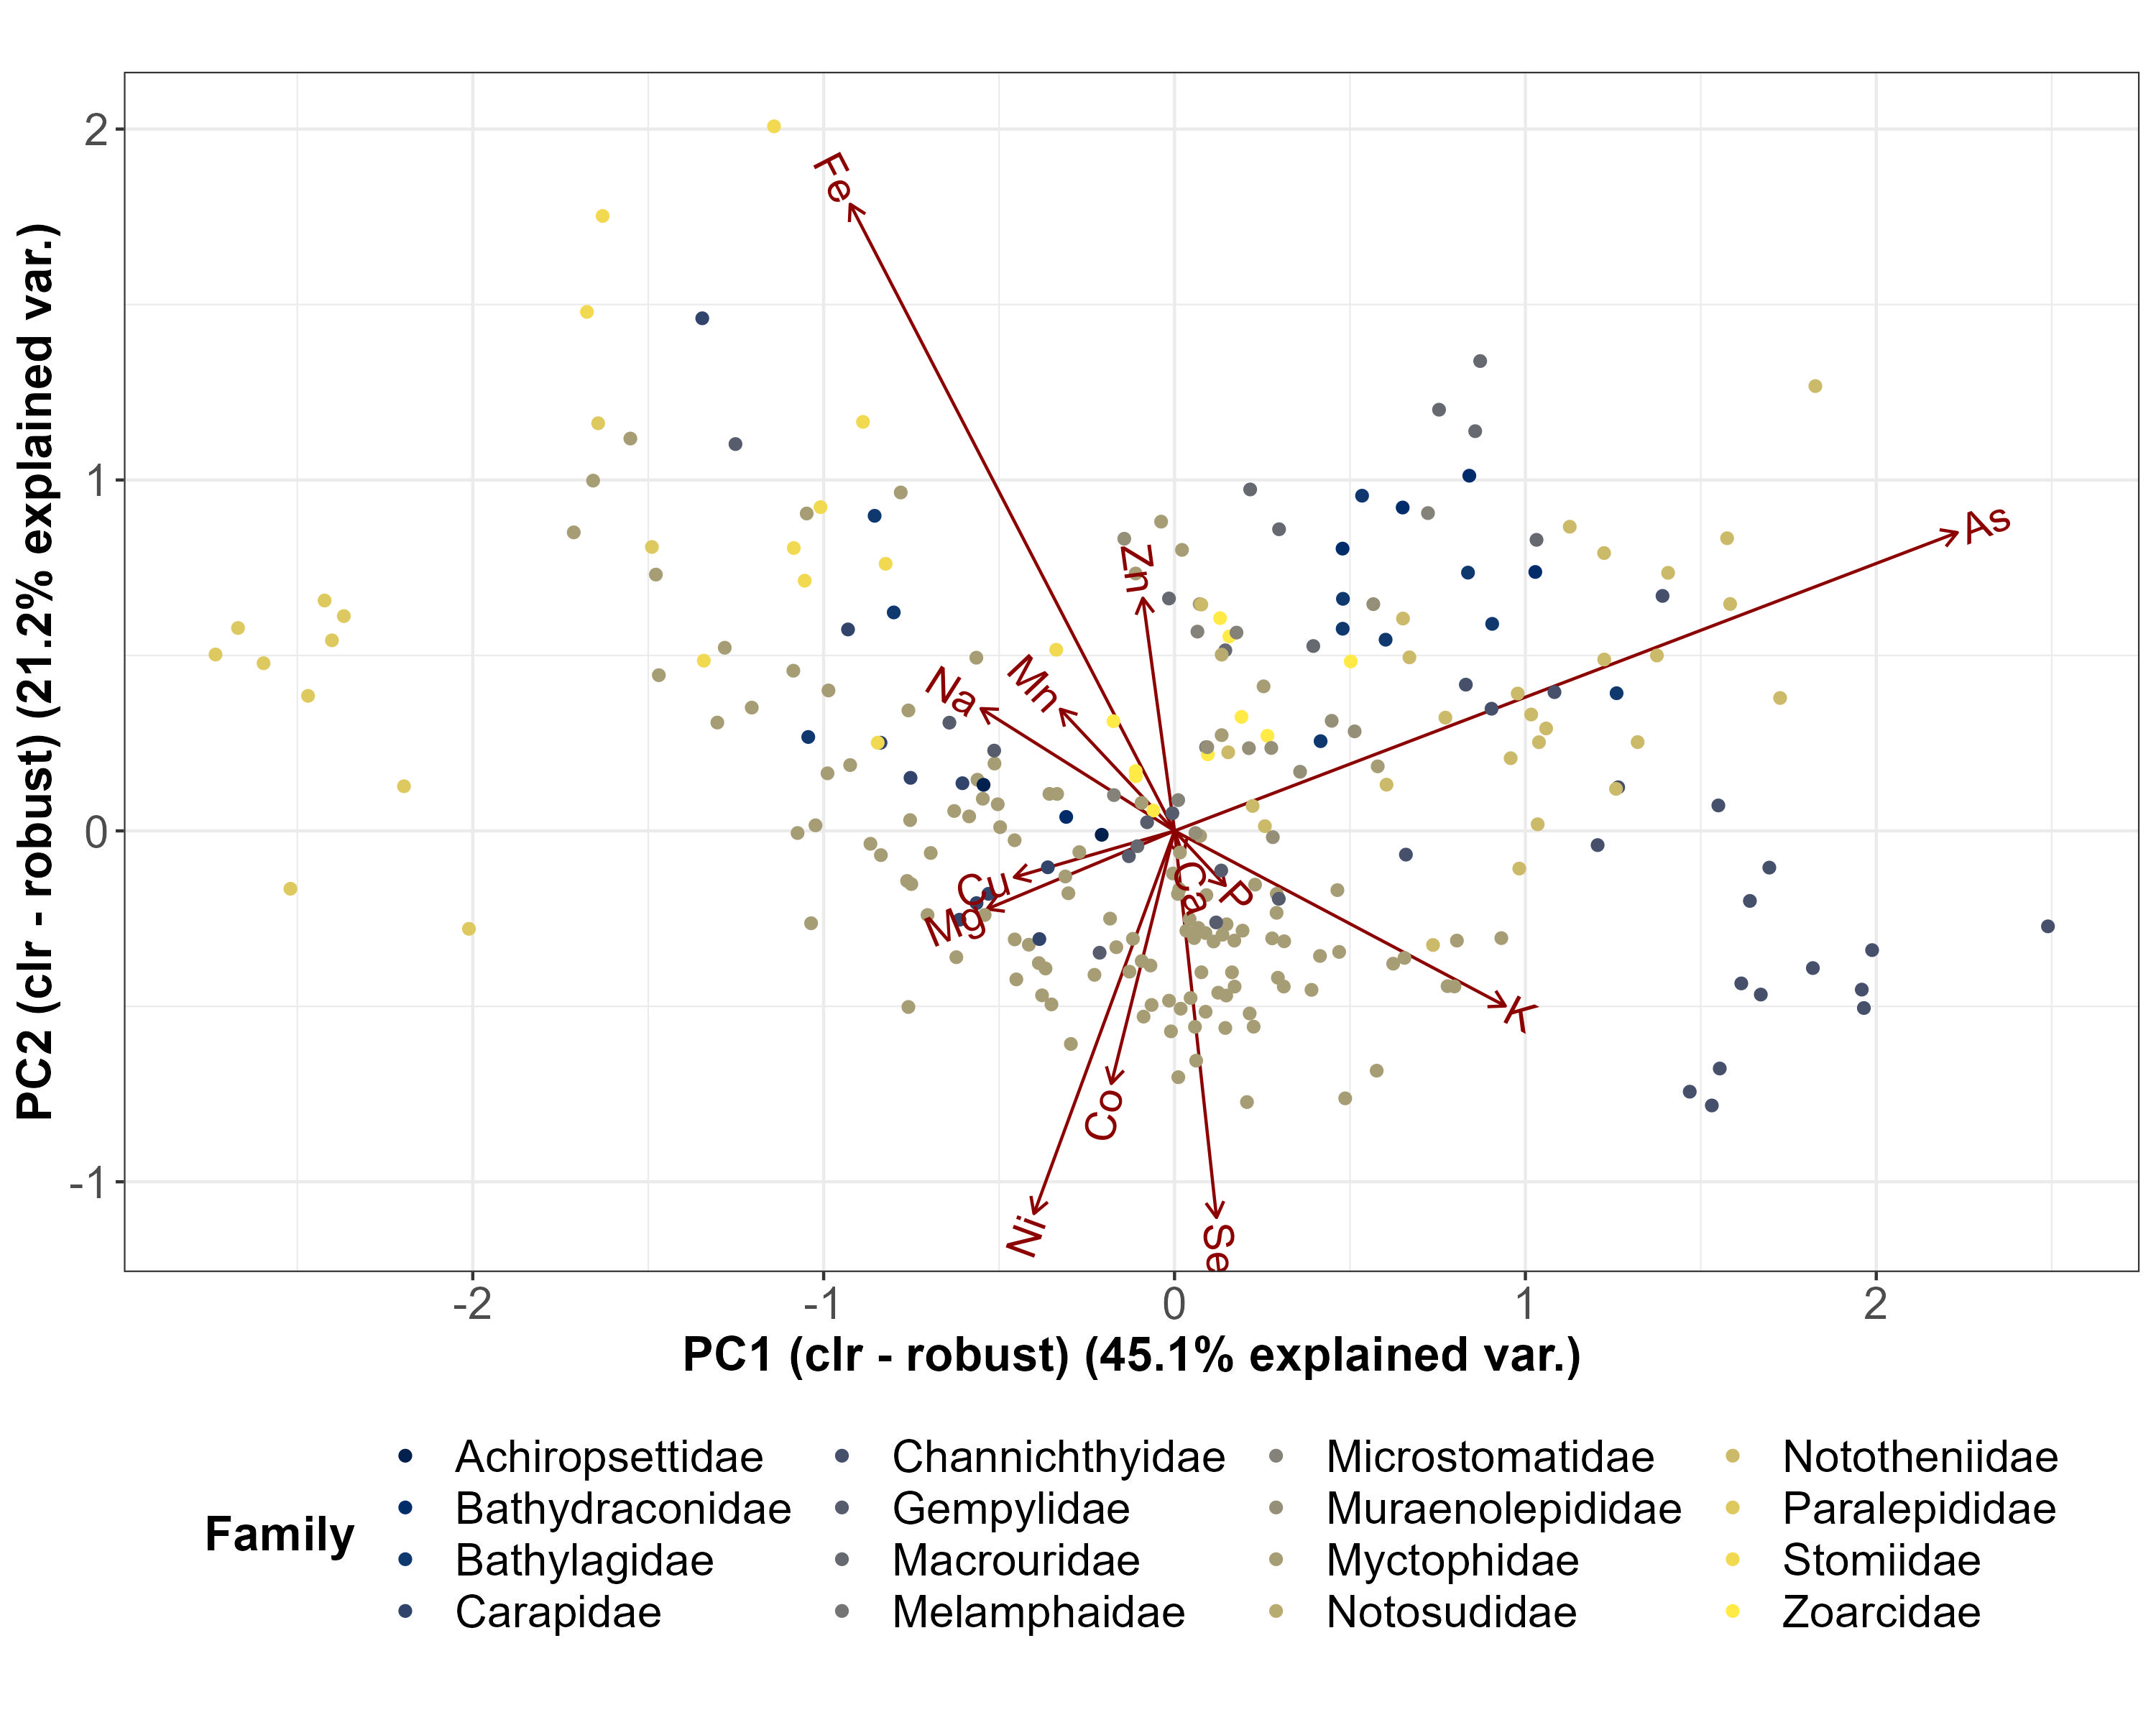 PC2 (clr - robust) (21.2% explained var.)
2
1
0
-1
Fe
As
Zn
Na
Mn
Cu
Mg
Ca
P
K
Co
Ni
Se
-2
-1
0
1
2
PC1 (clr - robust) (45.1% explained var.)
Family
Achiropsettidae
Bathydraconidae
Bathylagidae
Carapidae
Channichthyidae
Gempylidae
Macrouridae
Melamphaidae
Microstomatidae
Muraenolepididae
Myctophidae
Notosudidae
Nototheniidae
Paralepididae
Stomiidae
Zoarcidae